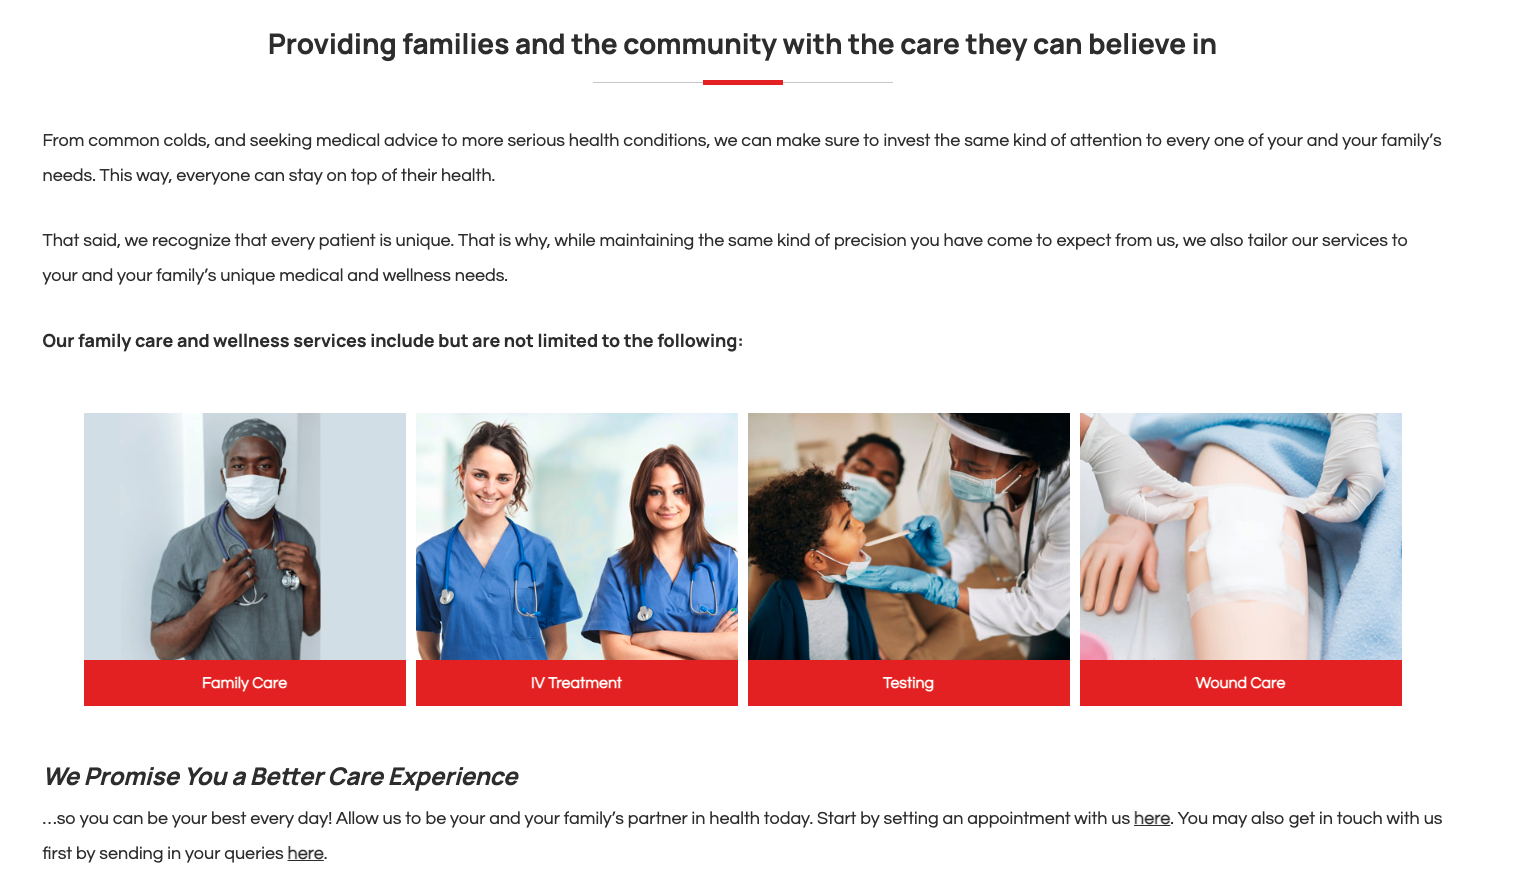 Providing families and the community with the care they can believe in
From common colds, and seeking medical advice to more serious health conditions, we can make sure to invest the same kind of attention to every one of your and your family’s
needs. This way, everyone can stay on top of their health.
That said, we recognize that every patient is unique. That is why, while maintaining the same kind of precision you have come to expect from us, we also tailor our services to
your and your family’s unique medical and wellness needs.
Our family care and wellness services include but are not limited to the following:
Family Care
IV Treatment
Testing
Wound Care
We Promise You a Better Care Experience
…so you can be your best every day! Allow us to be your and your family’s partner in health today. Start by setting an appointment with us here. You may also get in touch with us
first by sending in your queries here.